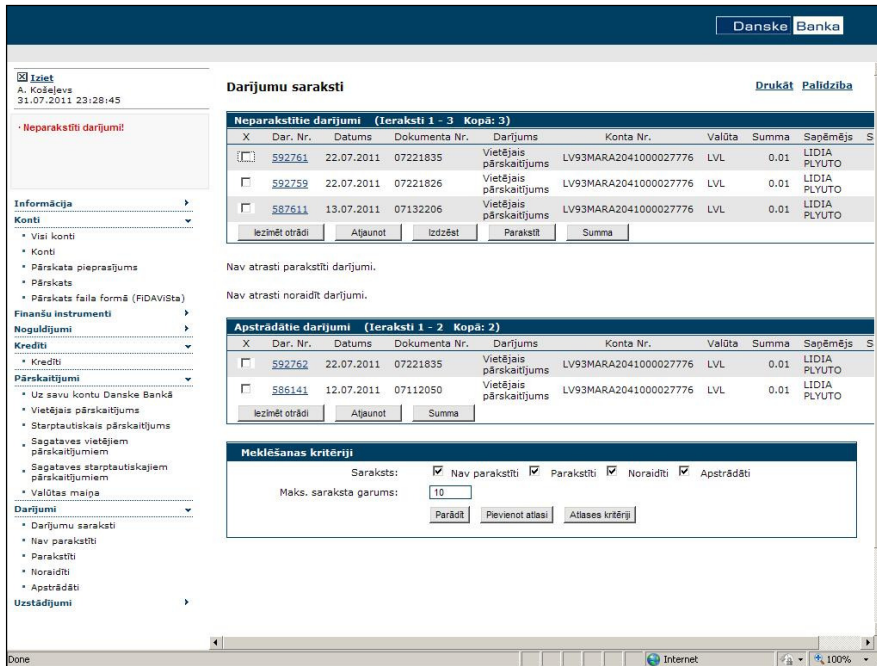 Danske Banka
Iziet
A. Košeļevs
31.07.2011 23:28:45
· Neparakstīti darījumi!
Informācija
Konti
Visi konti
Konti
Pārskata pieprasījums
Pārskats
Pārskats faila formā (FiDAViSta)
Finanšu instrumenti
Noguldījumi
Kredīti
Kredīti
Pārskaitījumi
Uz savu kontu Danske Bankā
Vietējais pārskaitījums
Starptautiskais pārskaitījums
Sagataves vietējiem
pārskaitījumiem
Sagataves starptautiskajiem
pārskaitījumiem
Valūtas maiņa
Darījumi
Darījumu saraksti
Nav parakstīti
Parakstīti
Noraidīti
Apstrādāti
Uzstādījumi
Darījumu saraksti Drukāt Palīdzība
Neparakstītie darījumi (Ieraksti 1 - 3 Kopā: 3)
X Dar. Nr. Datums Dokumenta Nr. Darījums Konta Nr. Valūta Summa Saņēmējs S
592761 22.07.2011 07221835 Vietējais pārskaitījums LV93MARA2041000027776 LVL 0.01 LIDIA PLYUTO
592759 22.07.2011 07221826 Vietējais pārskaitījums LV93MARA2041000027776 LVL 0.01 LIDIA PLYUTO
587611 13.07.2011 07132206 Vietējais pārskaitījums LV93MARA2041000027776 LVL 0.01 LIDIA PLYUTO
Iezīmēt otrādi Atjaunot Izdzēst Parakstīt Summa
Nav atrasti parakstīti darījumi.
Nav atrasti noraidīt darījumi.
Apstrādātie darījumi (Ieraksti 1 - 2 Kopā: 2)
X Dar. Nr. Datums Dokumenta Nr. Darījums Konta Nr. Valūta Summa Saņēmējs S
592762 22.07.2011 07221835 Vietējais pārskaitījums LV93MARA2041000027776 LVL 0.01 LIDIA PLYUTO
586141 12.07.2011 07112050 Vietējais pārskaitījums LV93MARA2041000027776 LVL 0.01 LIDIA PLYUTO
Iezīmēt otrādi Atjaunot Summa
Meklēšanas kritēriji
Saraksts: Nav parakstīti Parakstīti Noraidīti Apstrādāti
Maks. saraksta garums: 10
Parādīt Pievienot atlasi Atlases kritēriji
Done Internet 100%